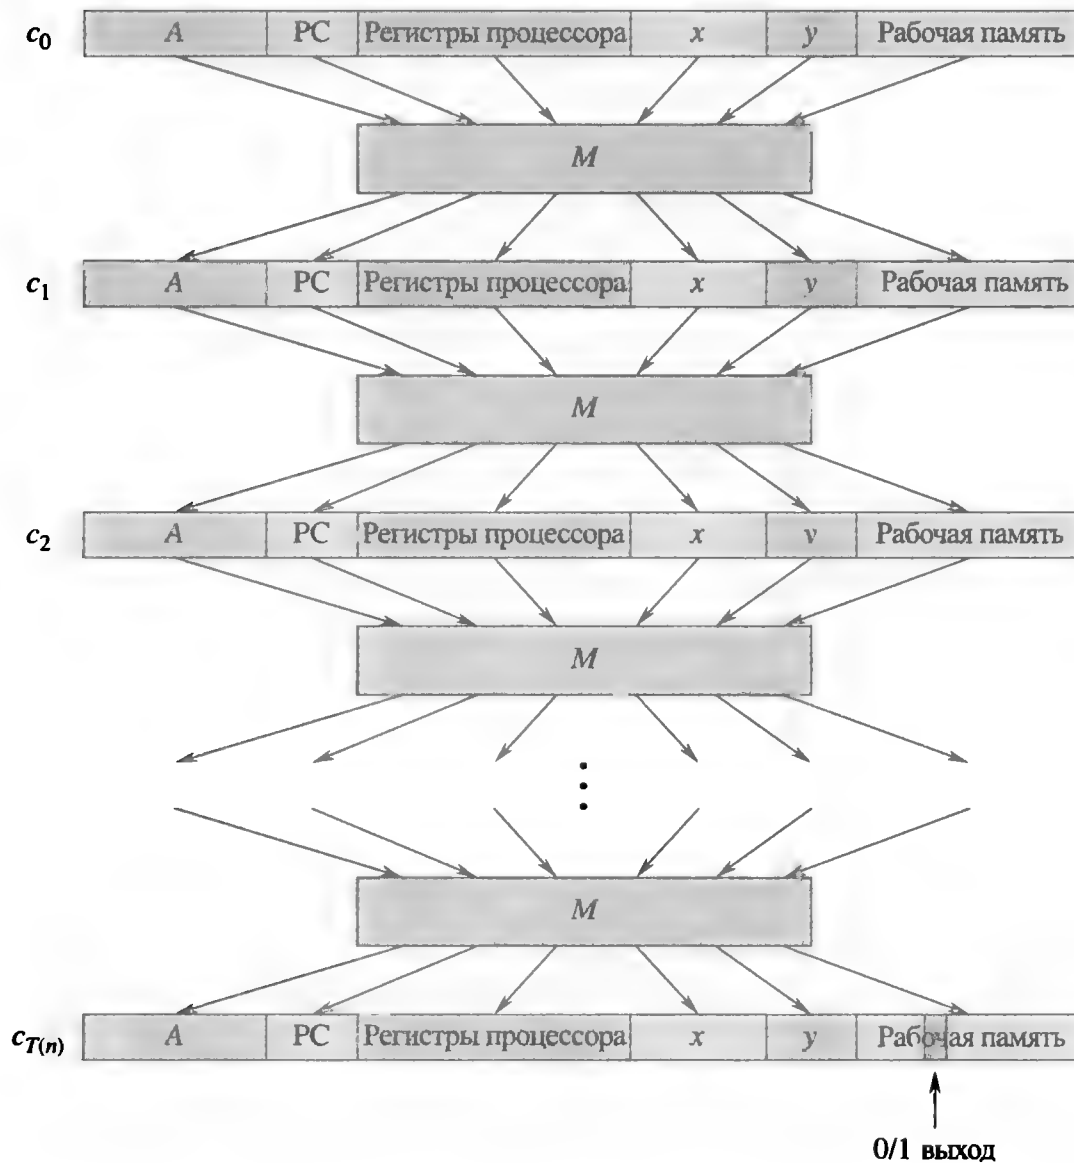 c0 A PC Регистры процессора x y Рабочая память
M
c1 A PC Регистры процессора x y Рабочая память
M
c2 A PC Регистры процессора x y Рабочая память
M
M
cT(n) A PC Регистры процессора x y Рабочая память
0/1 выход